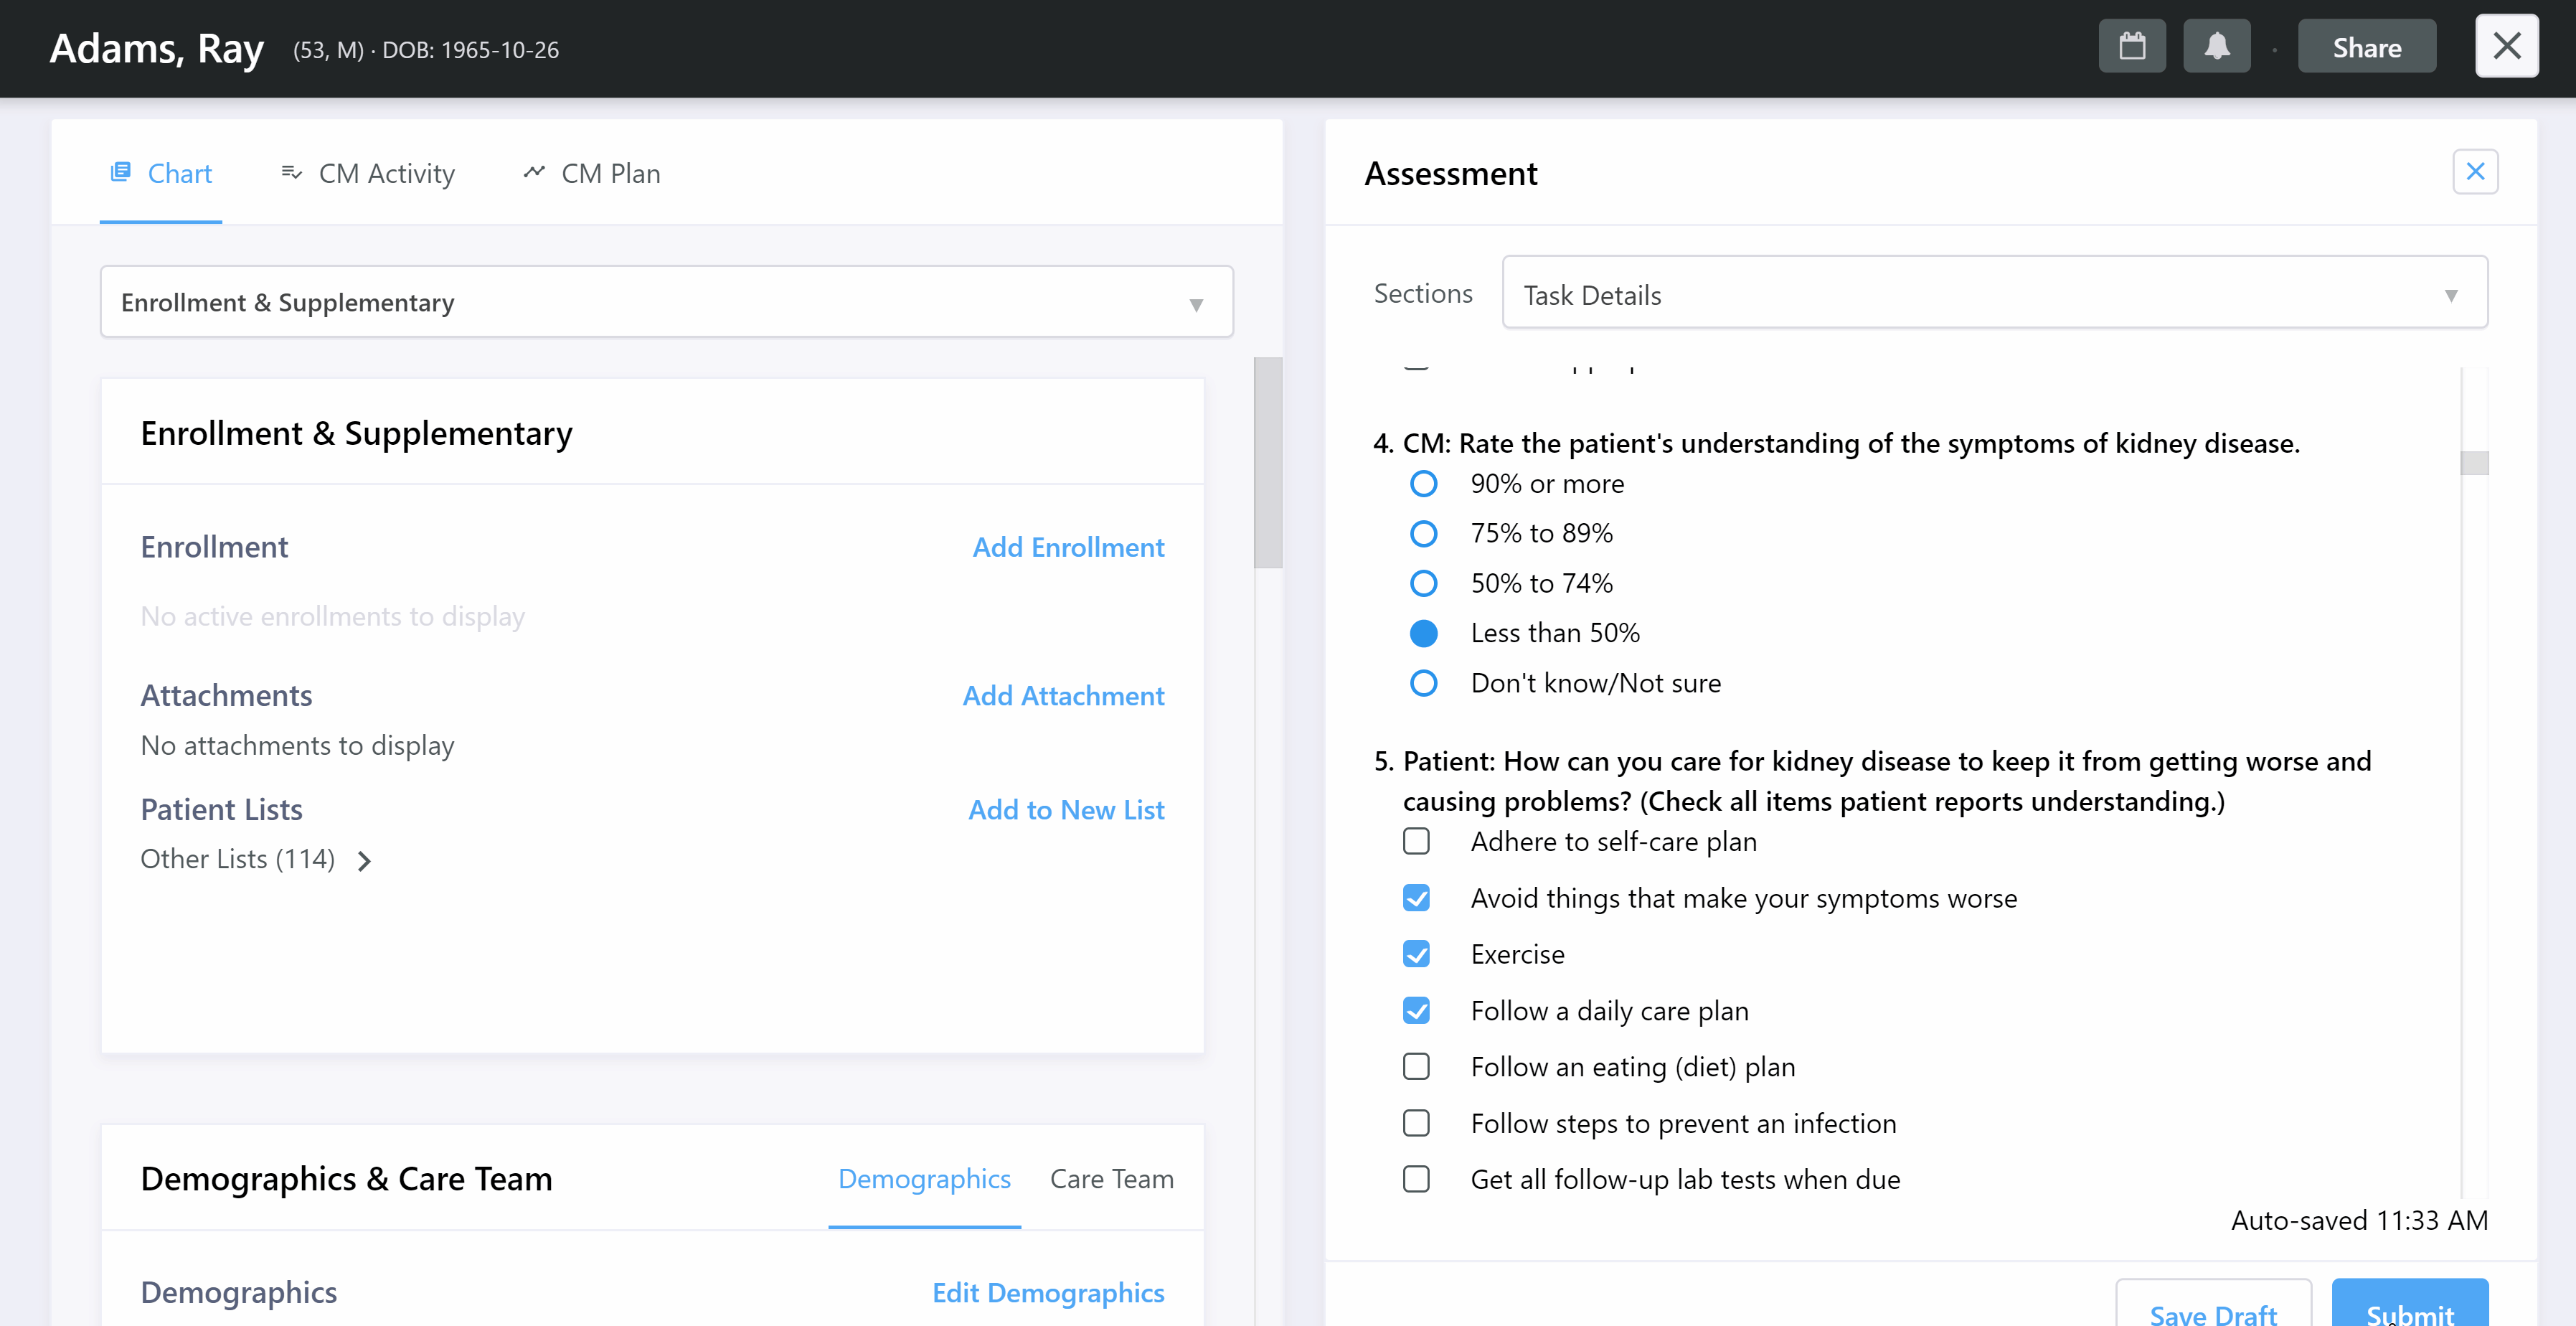 Adams, Ray (53, M) · DOB: 1965-10-26
Share
Chart CM Activity CM Plan
Enrollment & Supplementary
Enrollment & Supplementary
Enrollment Add Enrollment
No active enrollments to display
Attachments Add Attachment
No attachments to display
Patient Lists Add to New List
Other Lists (114)
Demographics & Care Team Demographics Care Team
Demographics Edit Demographics
Assessment
Sections Task Details
4. CM: Rate the patient's understanding of the symptoms of kidney disease.
90% or more
75% to 89%
50% to 74%
Less than 50%
Don't know/Not sure
5. Patient: How can you care for kidney disease to keep it from getting worse and
causing problems? (Check all items patient reports understanding.)
Adhere to self-care plan
Avoid things that make your symptoms worse
Exercise
Follow a daily care plan
Follow an eating (diet) plan
Follow steps to prevent an infection
Get all follow-up lab tests when due
Auto-saved 11:33 AM
Save Draft Submit